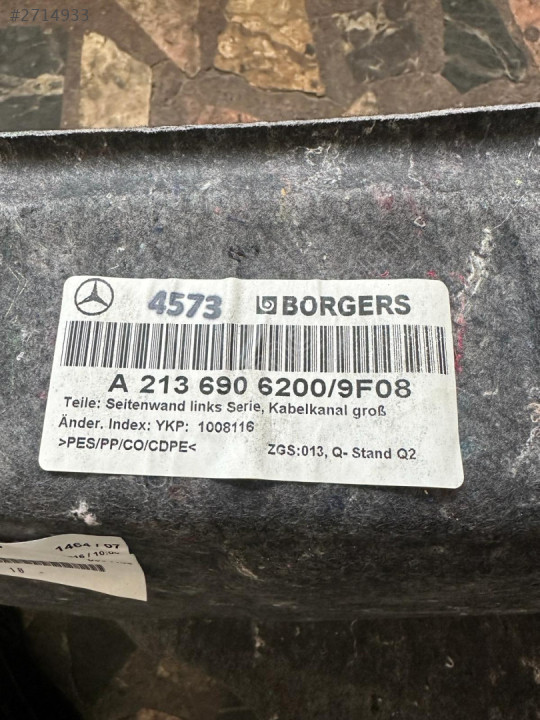 #2714933
4573 BORGERS
A 213 690 6200/9F08
Teile: Seitenwand links Serie, Kabelkanal groß
Änder. Index: YKP: 1008116
>PES/PP/CO/CDPE< ZGS:013, Q- Stand Q2
1464 / 07
18